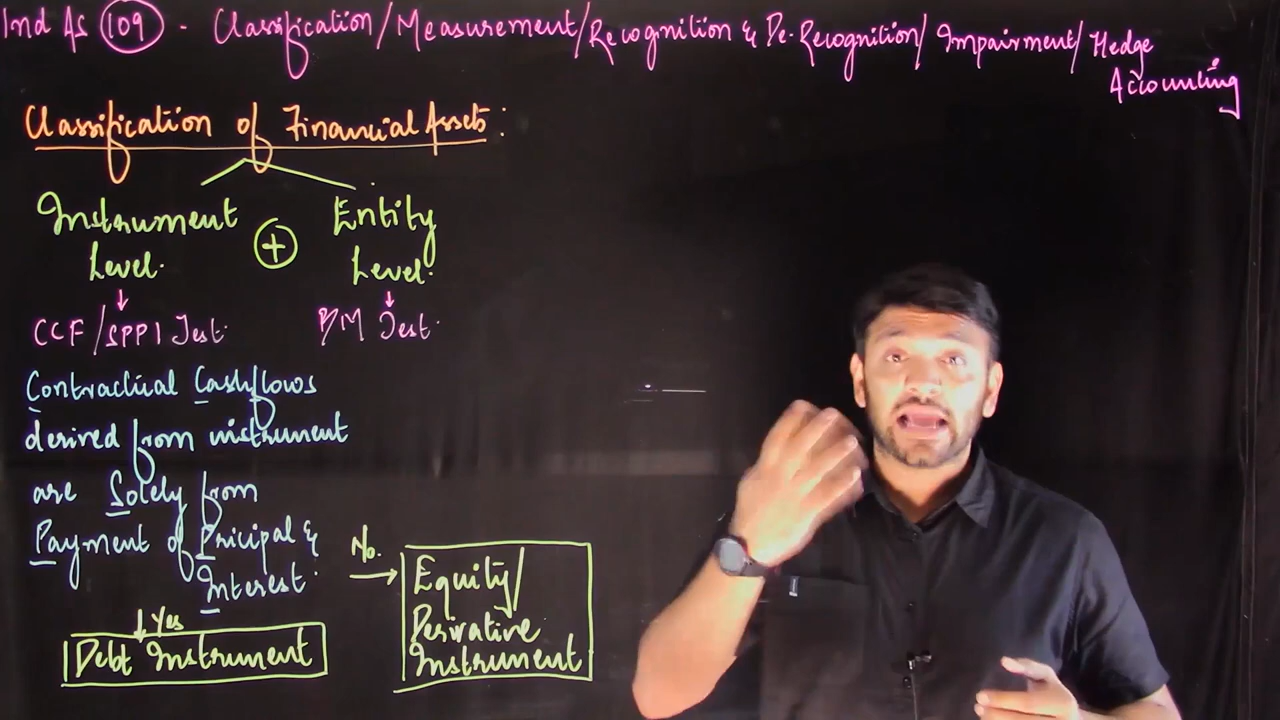 Ind As 109 - Classification/Measurement/Recognition & De-Recognition/Impairment/Hedge
Accounting
Classification of Financial Assets:
Instrument
Level.
+
Entity
Level.
CCF/SPPI Test.
B/M Test.
Contractual Cashflows
derived from instrument
are Solely from
Payment of Pricipal &
Interest.
No.
Equity/
Derivative
Instrument
Yes
Debt Instrument